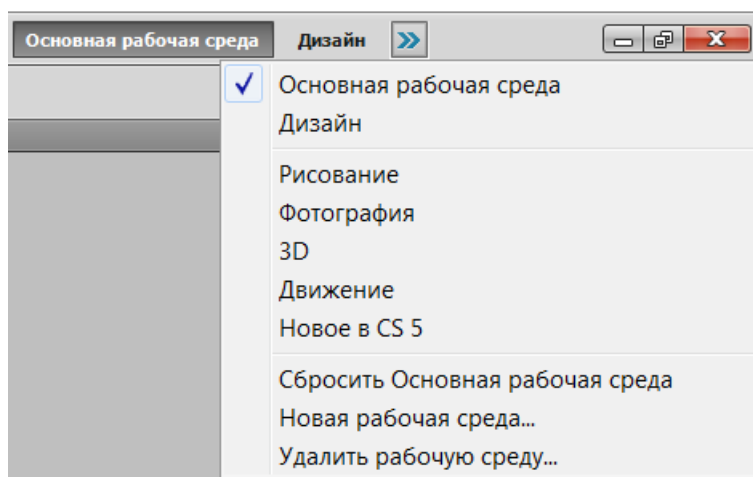 Основная рабочая среда Дизайн
Основная рабочая среда
Дизайн
Рисование
Фотография
3D
Движение
Новое в CS 5
Сбросить Основная рабочая среда
Новая рабочая среда...
Удалить рабочую среду...